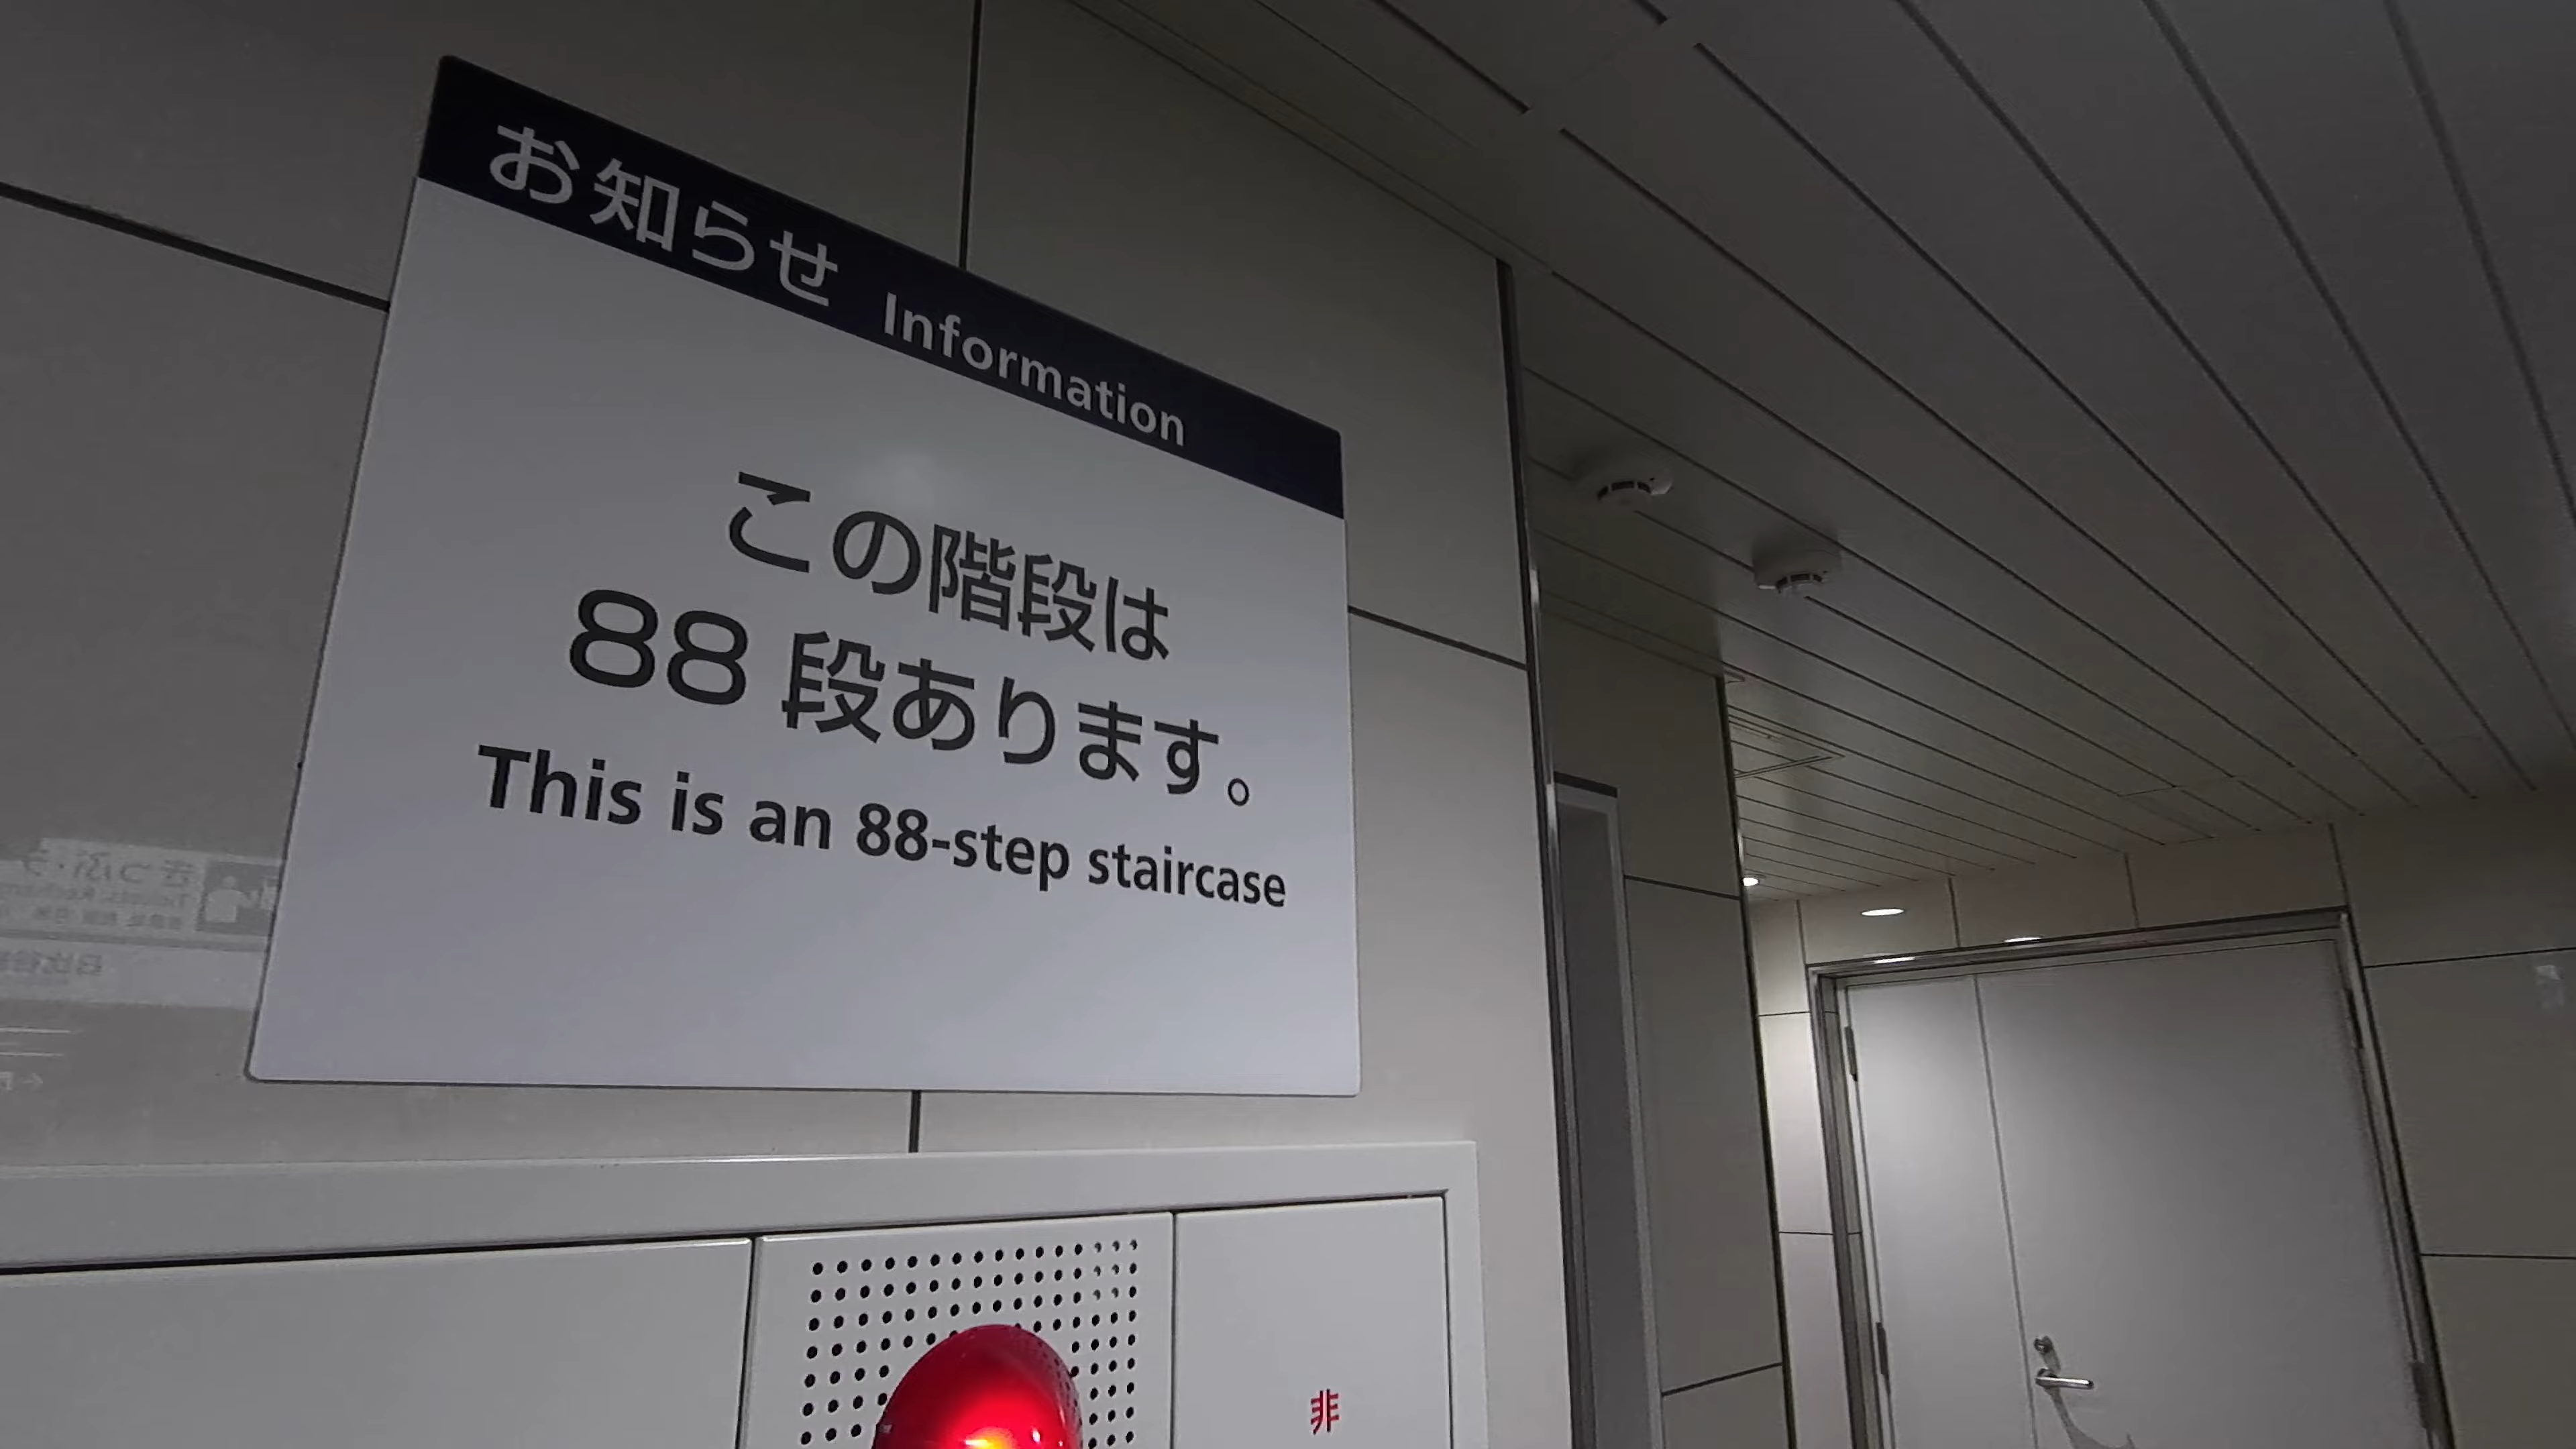 お知らせ Information
この階段は
88 段あります。
This is an 88-step staircase
非